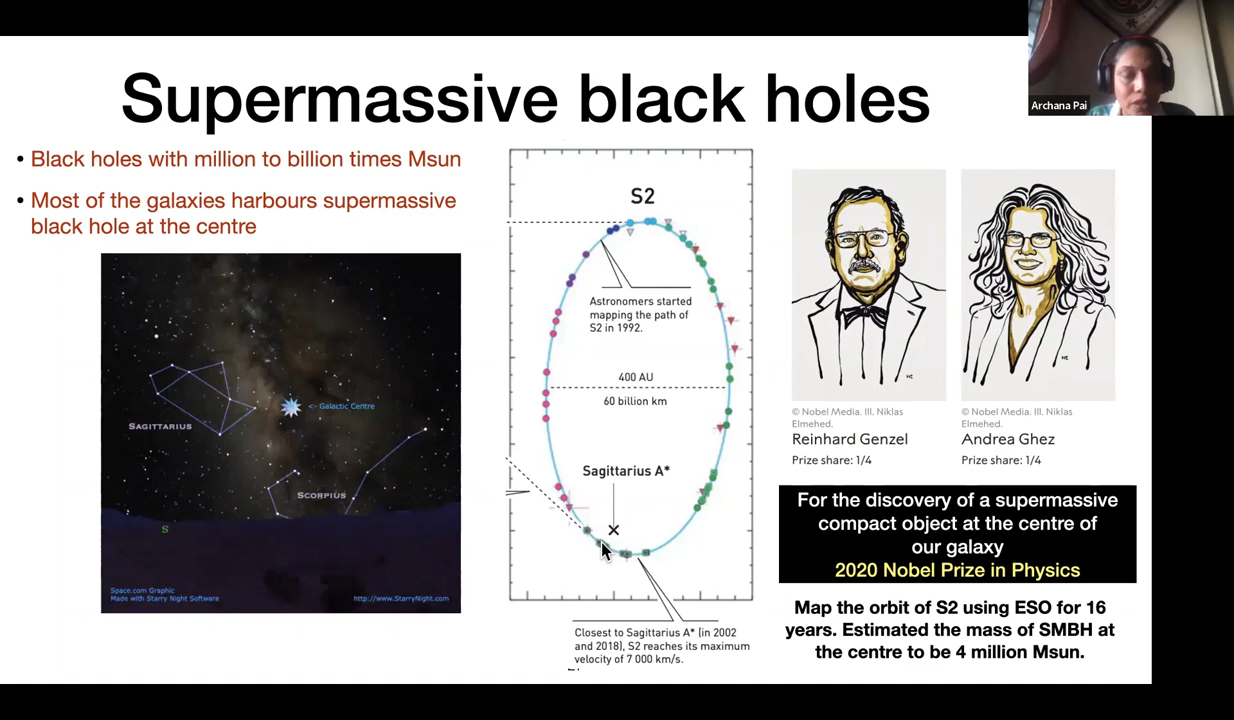 Supermassive black holes
Archana Pai
• Black holes with million to billion times Msun
• Most of the galaxies harbours supermassive
black hole at the centre
SAGITTARIUS
<- Galactic Centre
SCORPIUS
S
Space.com Graphic
Made with Starry Night Software
http://www.StarryNight.com
S2
Astronomers started
mapping the path of
S2 in 1992.
400 AU
60 billion km
Sagittarius A*
Closest to Sagittarius A* (in 2002
and 2018), S2 reaches its maximum
velocity of 7 000 km/s.
© Nobel Media. Ill. Niklas
Elmehed.
Reinhard Genzel
Prize share: 1/4
© Nobel Media. Ill. Niklas
Elmehed.
Andrea Ghez
Prize share: 1/4
For the discovery of a supermassive
compact object at the centre of
our galaxy
2020 Nobel Prize in Physics
Map the orbit of S2 using ESO for 16
years. Estimated the mass of SMBH at
the centre to be 4 million Msun.